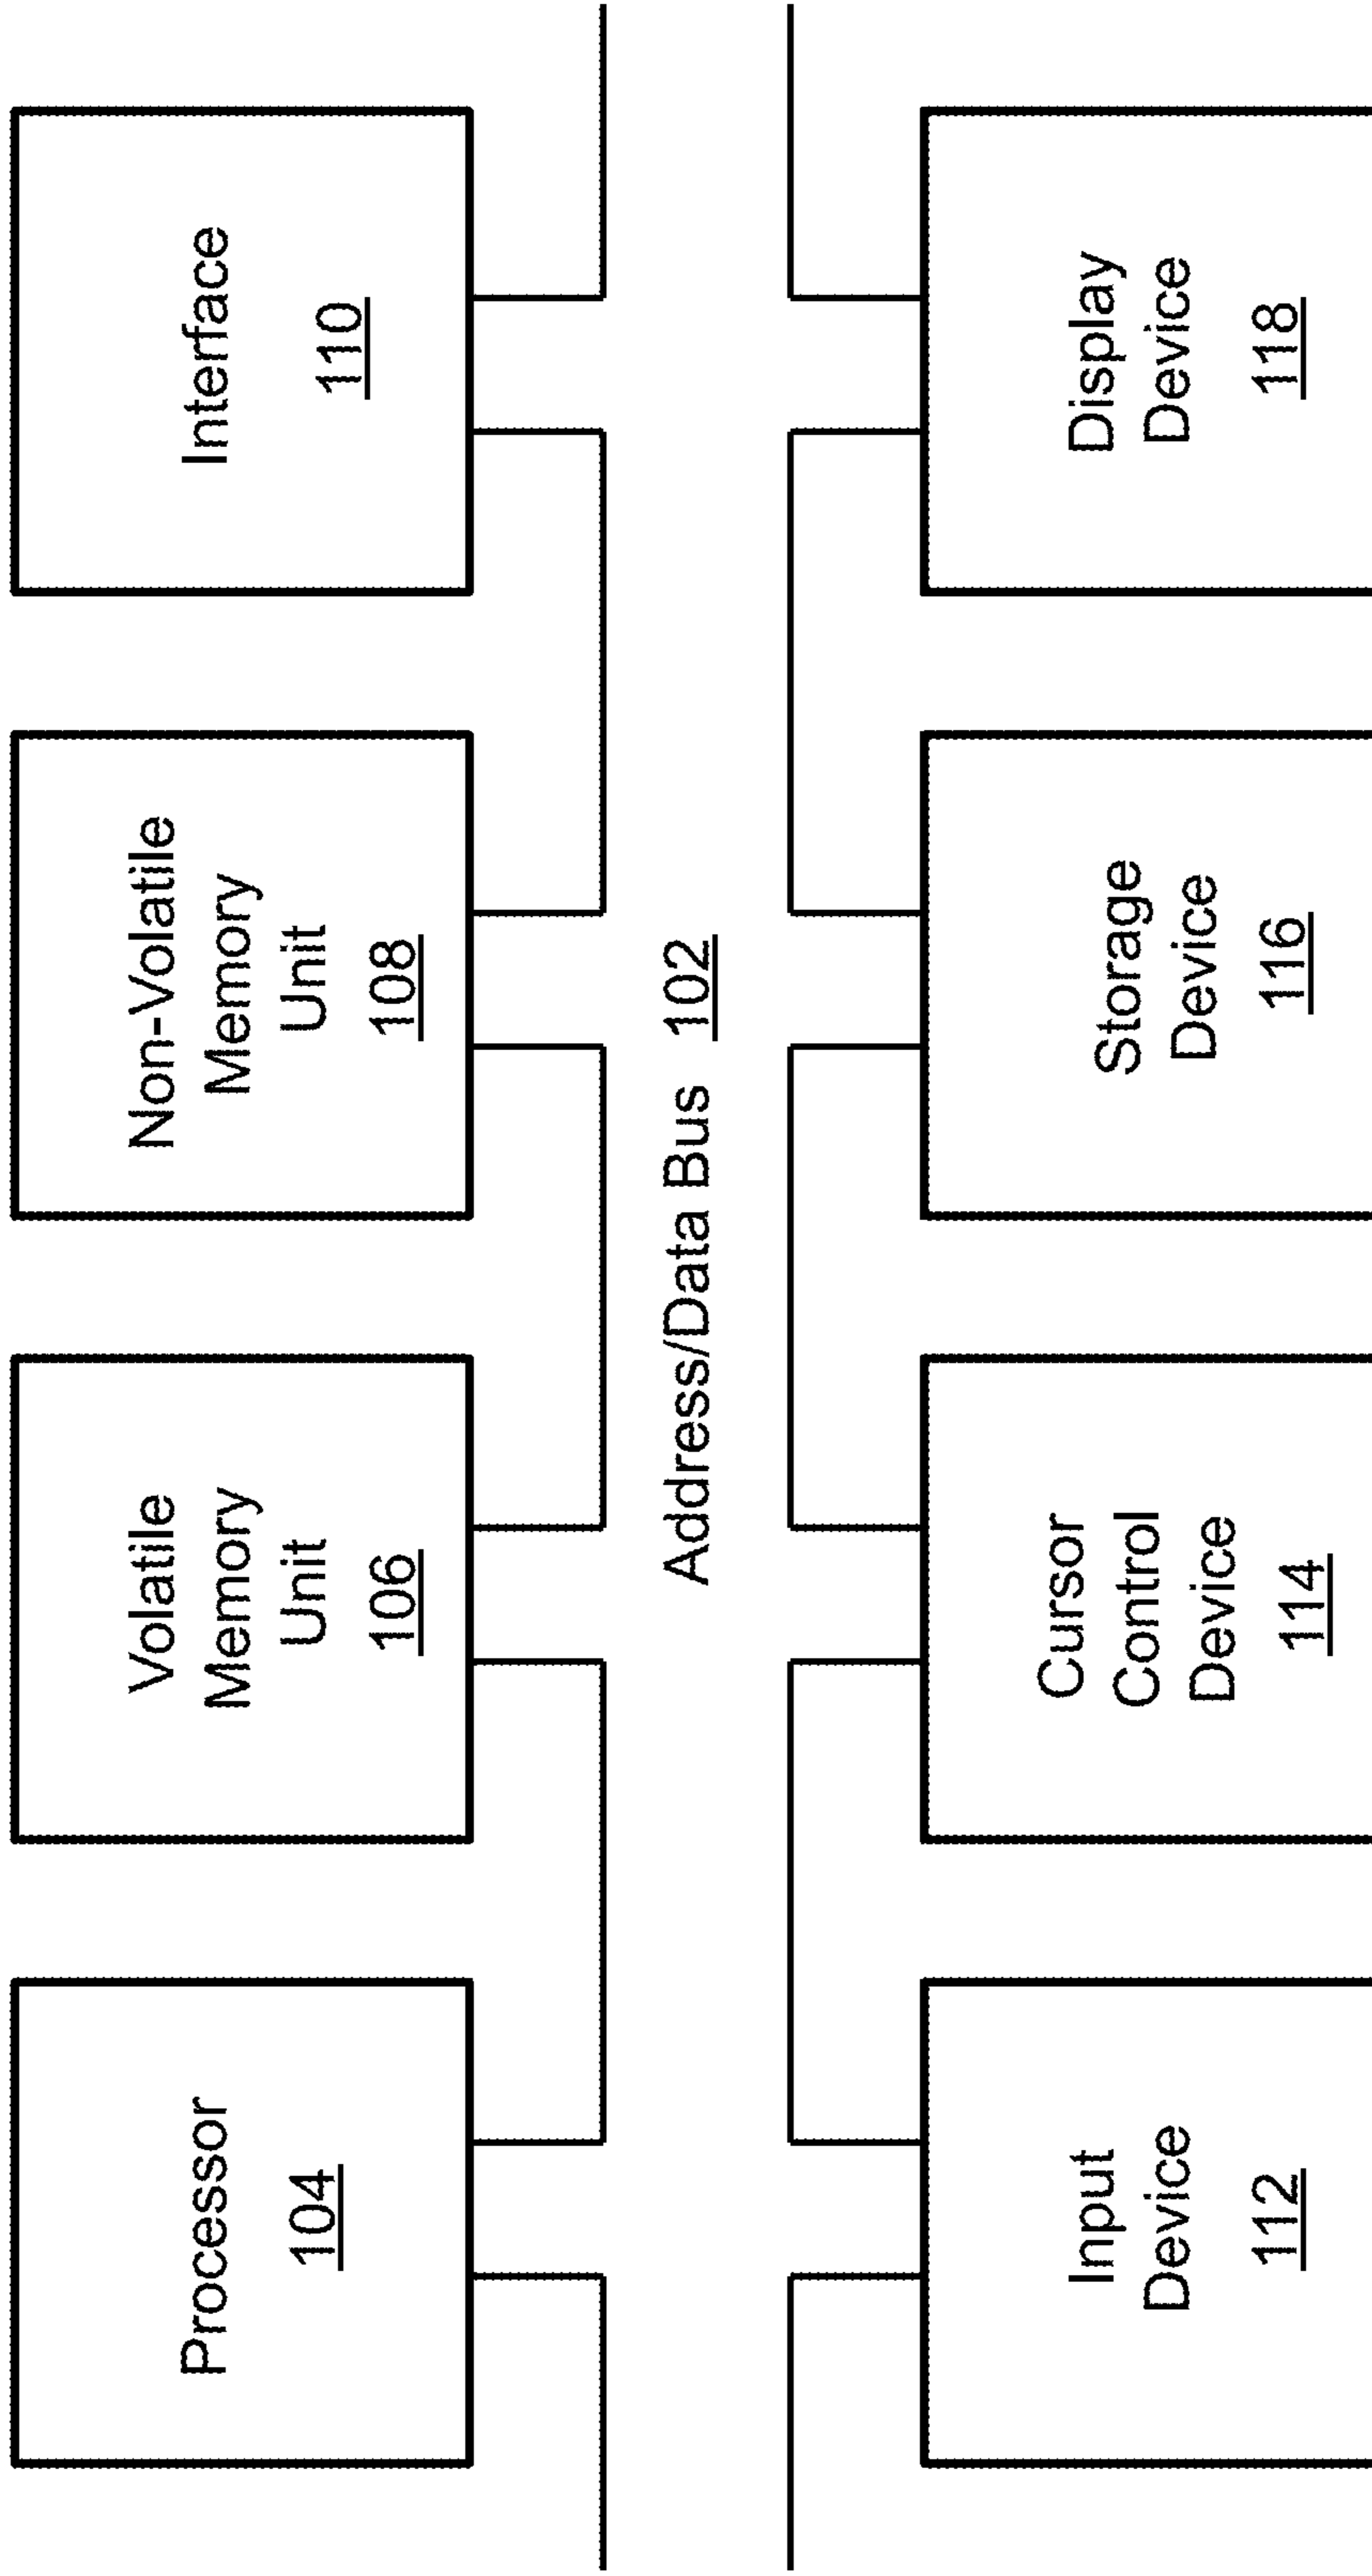 Processor
104
Volatile
Memory
Unit
106
Non-Volatile
Memory
Unit
108
Interface
110
Address/Data Bus 102
Input
Device
112
Cursor
Control
Device
114
Storage
Device
116
Display
Device
118